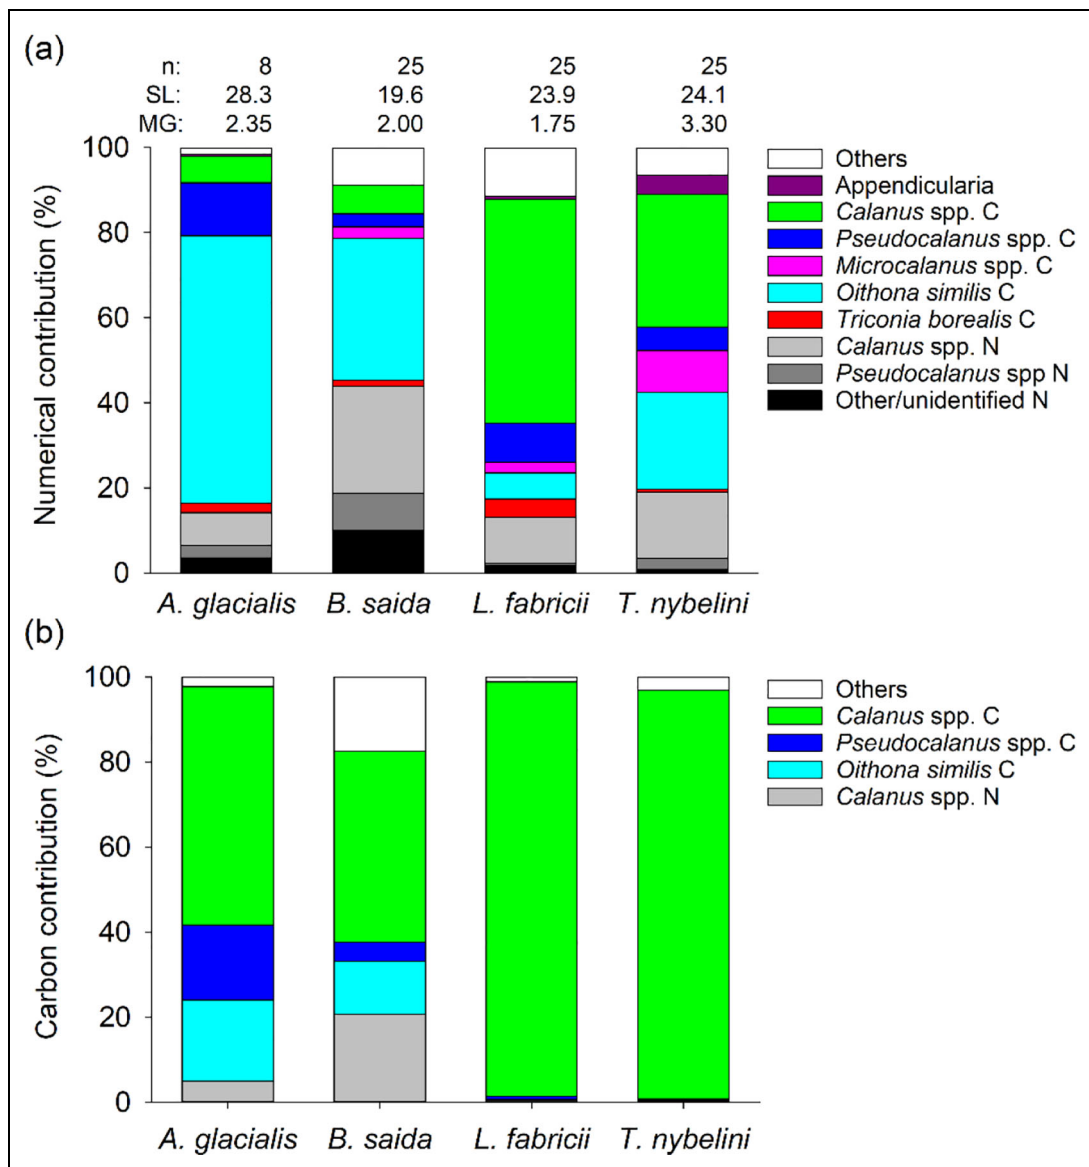 (a)
n: 8 25 25 25
SL: 28.3 19.6 23.9 24.1
MG: 2.35 2.00 1.75 3.30
Numerical contribution (%)
100
80
60
40
20
0
Others
Appendicularia
Calanus spp. C
Pseudocalanus spp. C
Microcalanus spp. C
Oithona similis C
Triconia borealis C
Calanus spp. N
Pseudocalanus spp N
Other/unidentified N
A. glacialis B. saida L. fabricii T. nybelini
(b)
Carbon contribution (%)
100
80
60
40
20
0
Others
Calanus spp. C
Pseudocalanus spp. C
Oithona similis C
Calanus spp. N
A. glacialis B. saida L. fabricii T. nybelini